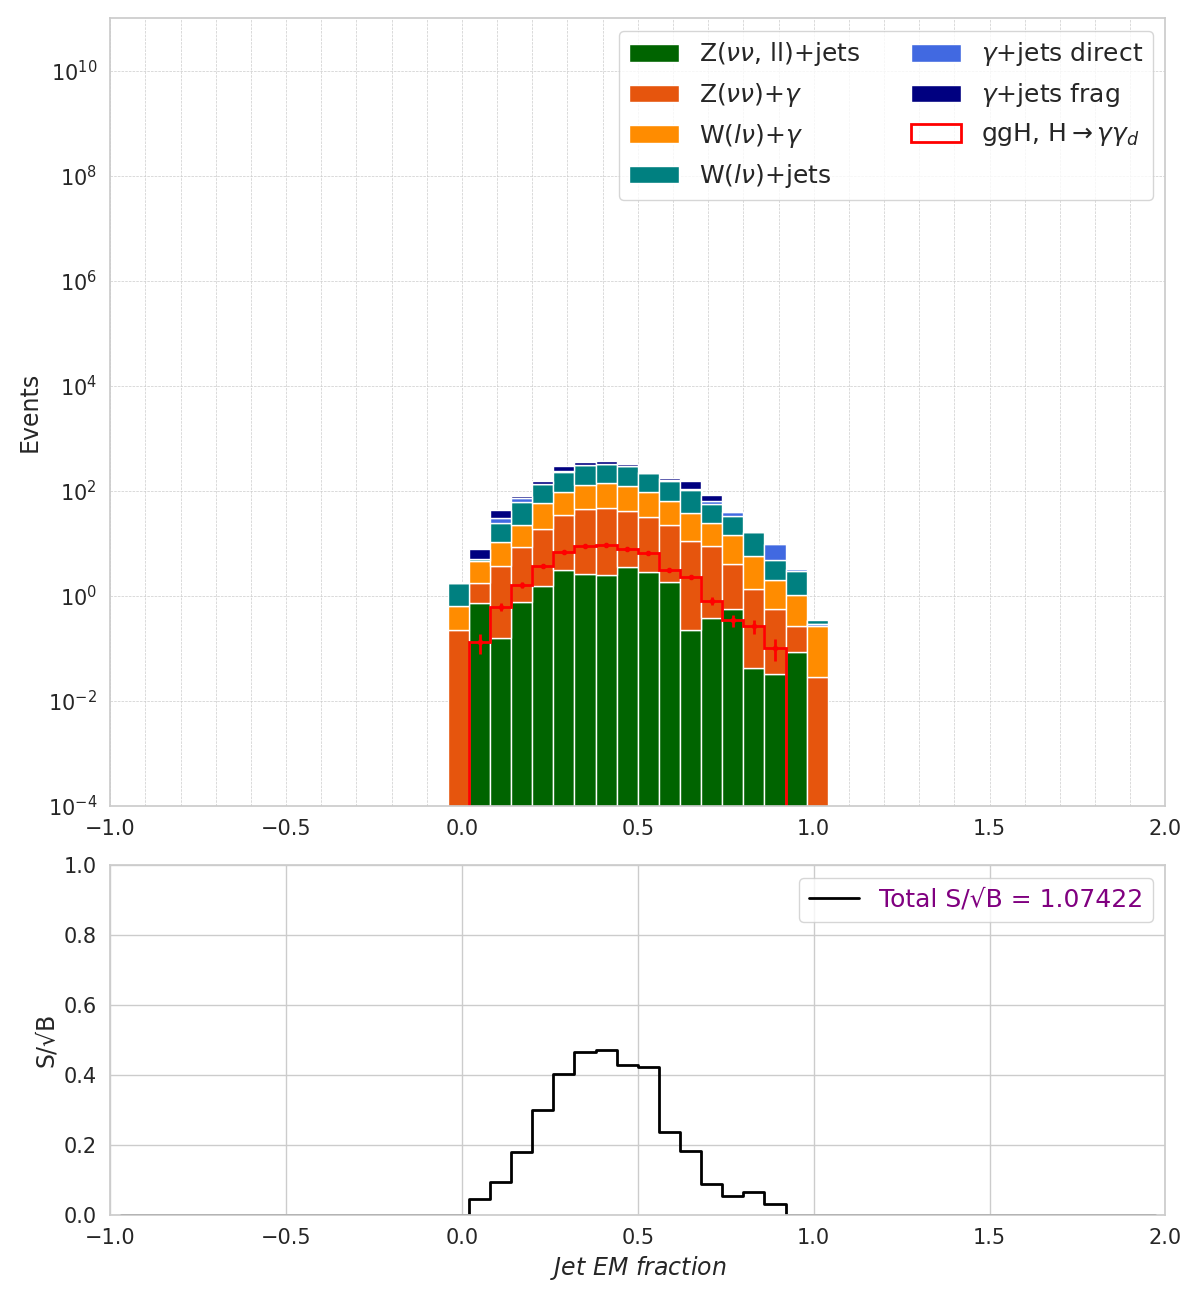 Z(νν, ll)+jets
Z(νν)+γ
W(lν)+γ
W(lν)+jets
γ+jets direct
γ+jets frag
ggH, H→γγ_d
Events
10^10
10^8
10^6
10^4
10^2
10^0
10^−2
10^−4
−1.0 −0.5 0.0 0.5 1.0 1.5 2.0
Total S/√B = 1.07422
S/√B
1.0
0.8
0.6
0.4
0.2
0.0
−1.0 −0.5 0.0 0.5 1.0 1.5 2.0
Jet EM fraction